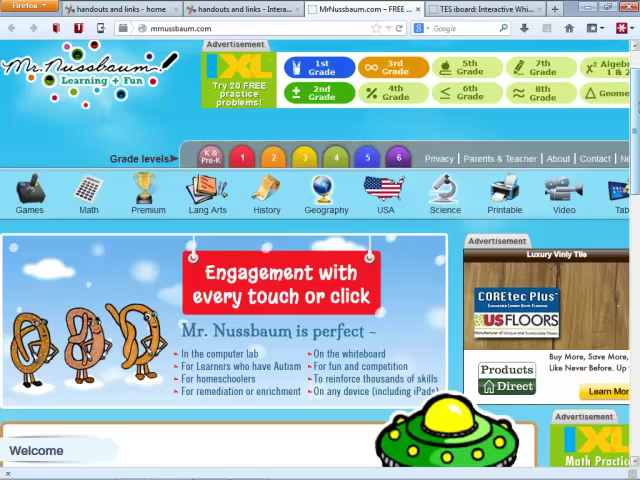 Firefox
handouts and links - home
handouts and links - Intera...
MrNussbaum.com – FREE ...
TES iboard: Interactive Whi...
mrnussbaum.com
Google
Mr. Nussbaum!
Learning + Fun
Advertisement
IXL
Try 20 FREE
practice
problems!
1st Grade
3rd Grade
5th Grade
7th Grade
Algebra 1 & 2
2nd Grade
4th Grade
6th Grade
8th Grade
Grade levels
K & Pre-K
1
2
3
4
5
6
Privacy | Parents & Teacher | About | Contact | Ne
Games
Math
Premium
Lang Arts
History
Geography
USA
Science
Printable
Video
Tab
Engagement with
every touch or click
Mr. Nussbaum is perfect ~
In the computer lab
On the whiteboard
For Learners who have Autism
For fun and competition
For homeschoolers
To reinforce thousands of skills
For remediation or enrichment
On any device (including iPads)
Advertisement
Luxury Vinly Tile
COREtec Plus
US FLOORS
Products
Direct
Buy More, Save More,
Like Never Before. Up
Learn Mor
Advertisement
IXL
Math Practic
Welcome